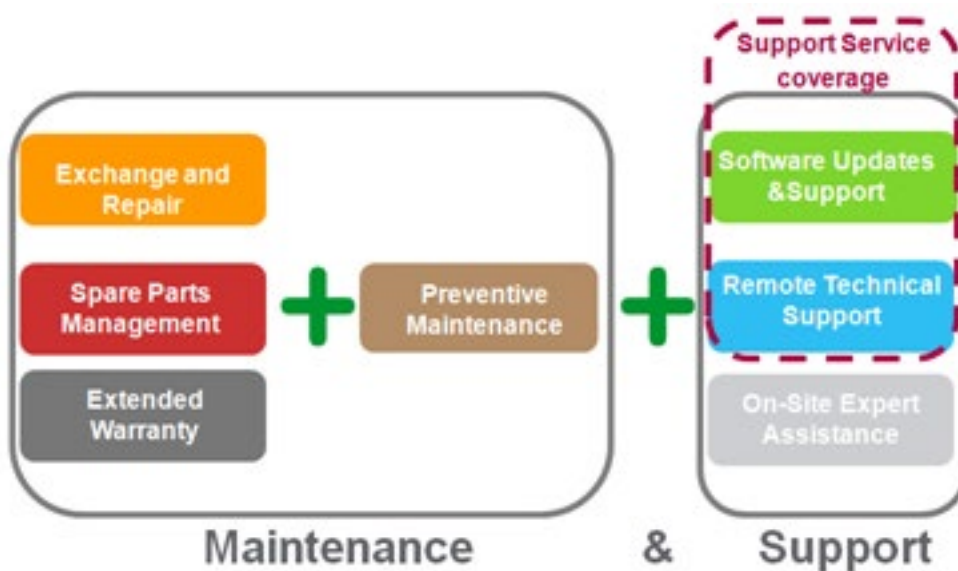 Support Service
coverage
Exchange and
Repair
Software Updates
&Support
Spare Parts
Management
Preventive
Maintenance
Remote Technical
Support
Extended
Warranty
On-Site Expert
Assistance
Maintenance & Support